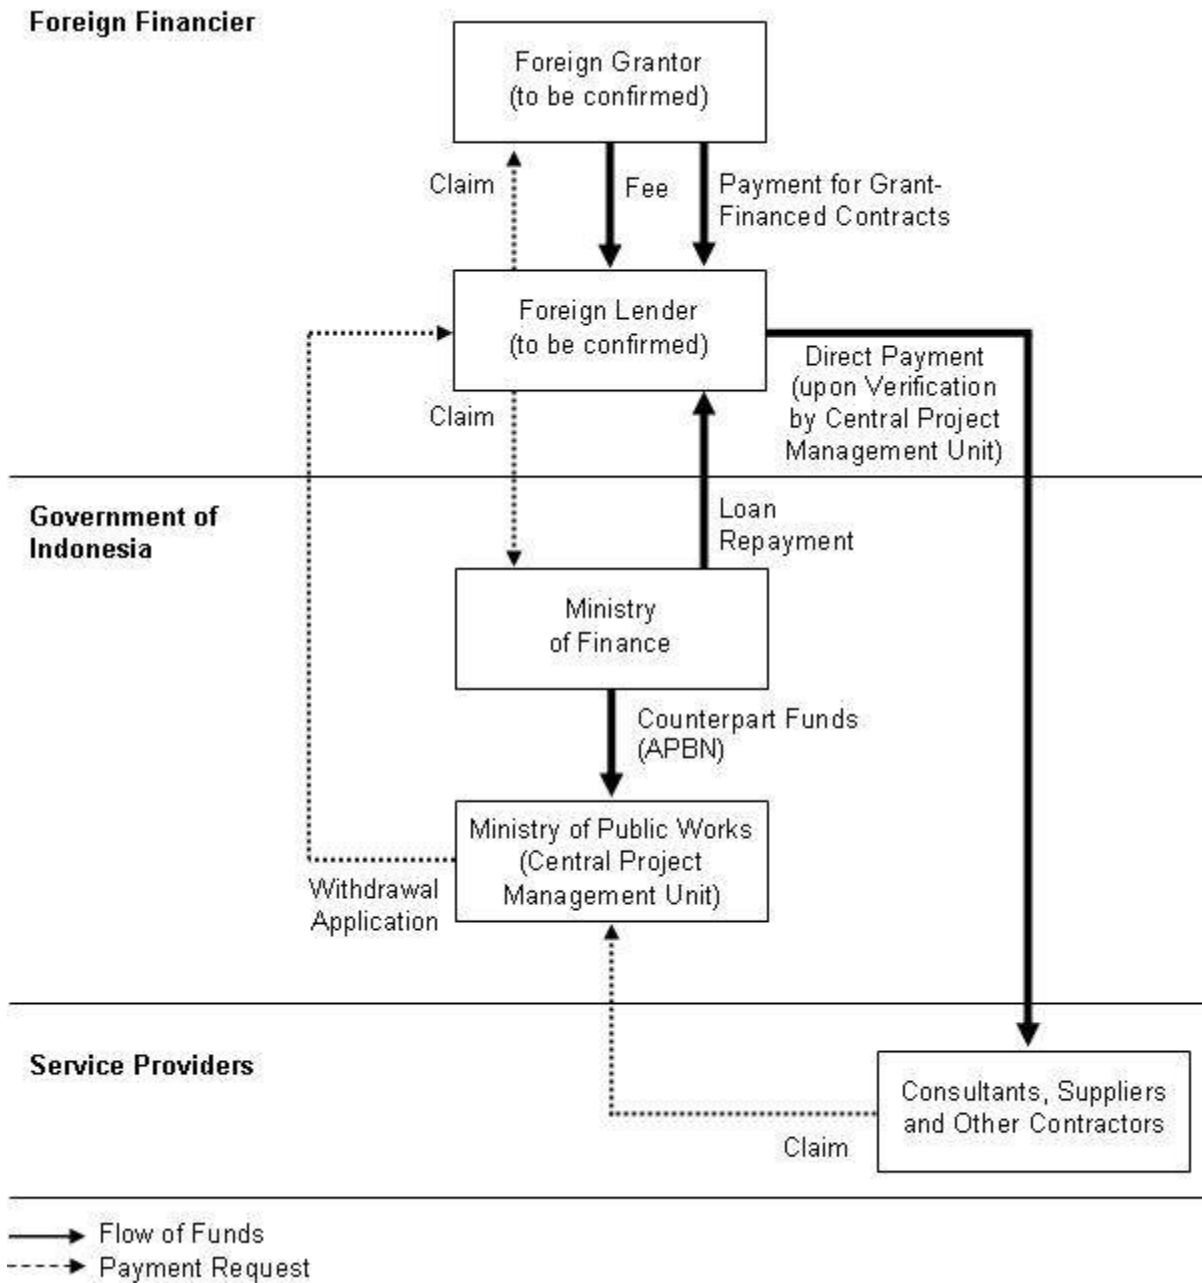 Foreign Financier
Foreign Grantor
(to be confirmed)
Claim
Fee
Payment for Grant-
Financed Contracts
Foreign Lender
(to be confirmed)
Direct Payment
(upon Verification
by Central Project
Management Unit)
Claim
Government of
Indonesia
Loan
Repayment
Ministry
of Finance
Counterpart Funds
(APBN)
Ministry of Public Works
(Central Project
Management Unit)
Withdrawal
Application
Service Providers
Consultants, Suppliers
and Other Contractors
Claim
Flow of Funds
Payment Request